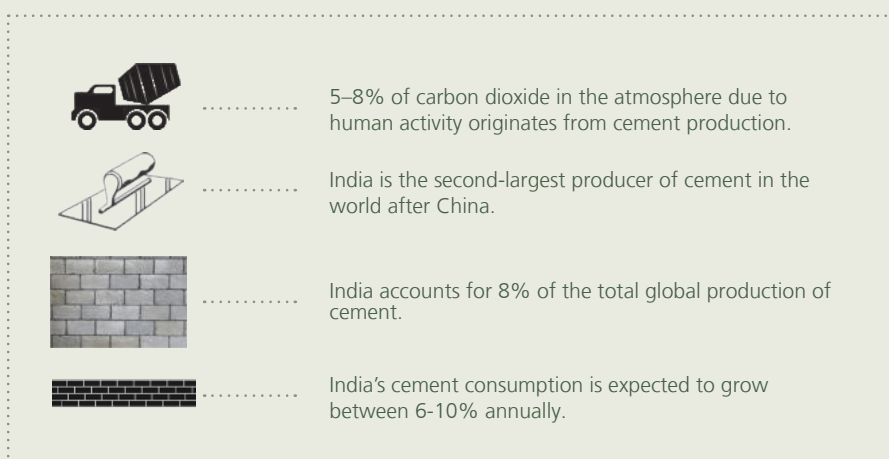 5–8% of carbon dioxide in the atmosphere due to
human activity originates from cement production.
India is the second-largest producer of cement in the
world after China.
India accounts for 8% of the total global production of
cement.
India’s cement consumption is expected to grow
between 6-10% annually.